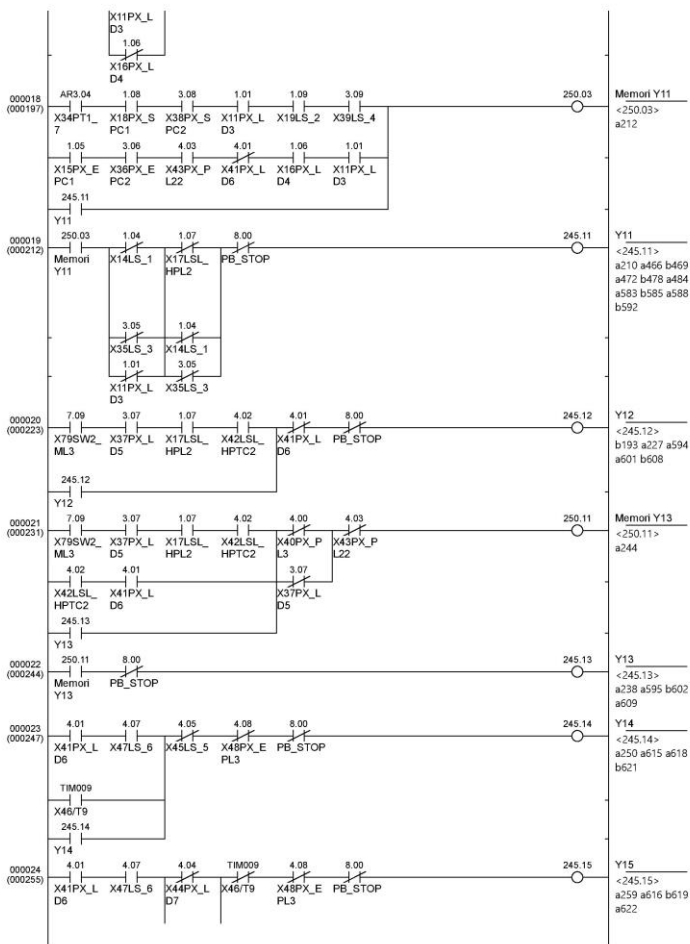 X11PX_L
D3
1.06
X16PX_L
D4
000018
(000197)
AR3.04 1.08 3.08 1.01 1.09 3.09 250.03 Memori Y11
X34PT1_ X18PX_S X38PX_S X11PX_L X19LS_2 X39LS_4 <250.03>
7 PC1 PC2 D3 a212
1.05 3.06 4.03 4.01 1.06 1.01
X15PX_E X36PX_E X43PX_P X41PX_L X16PX_L X11PX_L
PC1 PC2 L22 D6 D4 D3
245.11
Y11
000019
(000212)
250.03 1.04 1.07 8.00 245.11 Y11
Memori X14LS_1 X17LSL_ PB_STOP <245.11>
Y11 HPL2 a210 a466 b469
a472 b478 a484
a583 b585 a588
b592
3.05 1.04
X35LS_3 X14LS_1
1.01 3.05
X11PX_L X35LS_3
D3
000020
(000223)
7.09 3.07 1.07 4.02 4.01 8.00 245.12 Y12
X79SW2_ X37PX_L X17LSL_ X42LSL_ X41PX_L PB_STOP <245.12>
ML3 D5 HPL2 HPTC2 D6 b193 a227 a594
a601 b608
245.12
Y12
000021
(000231)
7.09 3.07 1.07 4.02 4.00 4.03 250.11 Memori Y13
X79SW2_ X37PX_L X17LSL_ X42LSL_ X40PX_P X43PX_P <250.11>
ML3 D5 HPL2 HPTC2 L3 L22 a244
4.02 4.01 3.07
X42LSL_ X41PX_L X37PX_L
HPTC2 D6 D5
245.13
Y13
000022
(000244)
250.11 8.00 245.13 Y13
Memori PB_STOP <245.13>
Y13 a238 a595 b602
a609
000023
(000247)
4.01 4.07 4.05 4.08 8.00 245.14 Y14
X41PX_L X47LS_6 X45LS_5 X48PX_E PB_STOP <245.14>
D6 PL3 a250 a615 a618
b621
TIM009
X46/T9
245.14
Y14
000024
(000255)
4.01 4.07 4.04 TIM009 4.08 8.00 245.15 Y15
X41PX_L X47LS_6 X44PX_L X46/T9 X48PX_E PB_STOP <245.15>
D6 D7 PL3 a259 a616 b619
a622